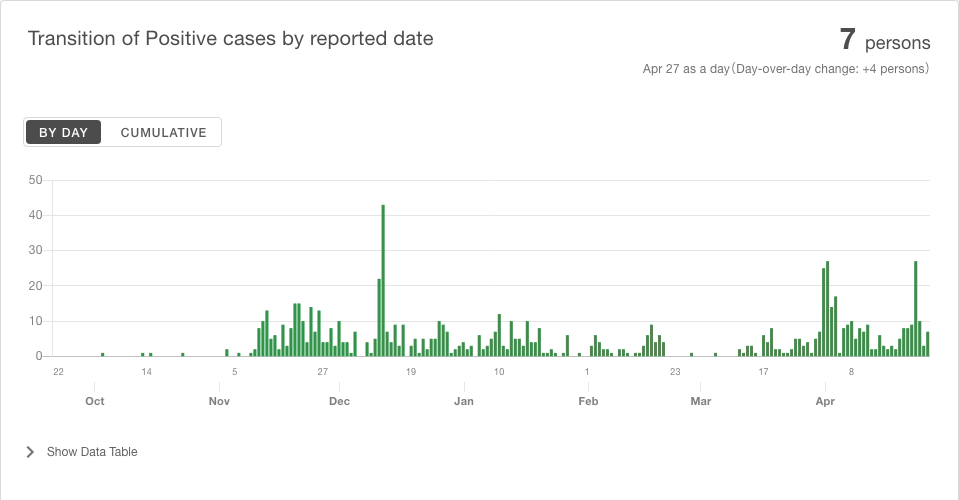 Transition of Positive cases by reported date
7 persons
Apr 27 as a day(Day-over-day change: +4 persons)
BY DAY CUMULATIVE
50
40
30
20
10
0
22 14 5 27 19 10 1 23 17 8
Oct Nov Dec Jan Feb Mar Apr
Show Data Table